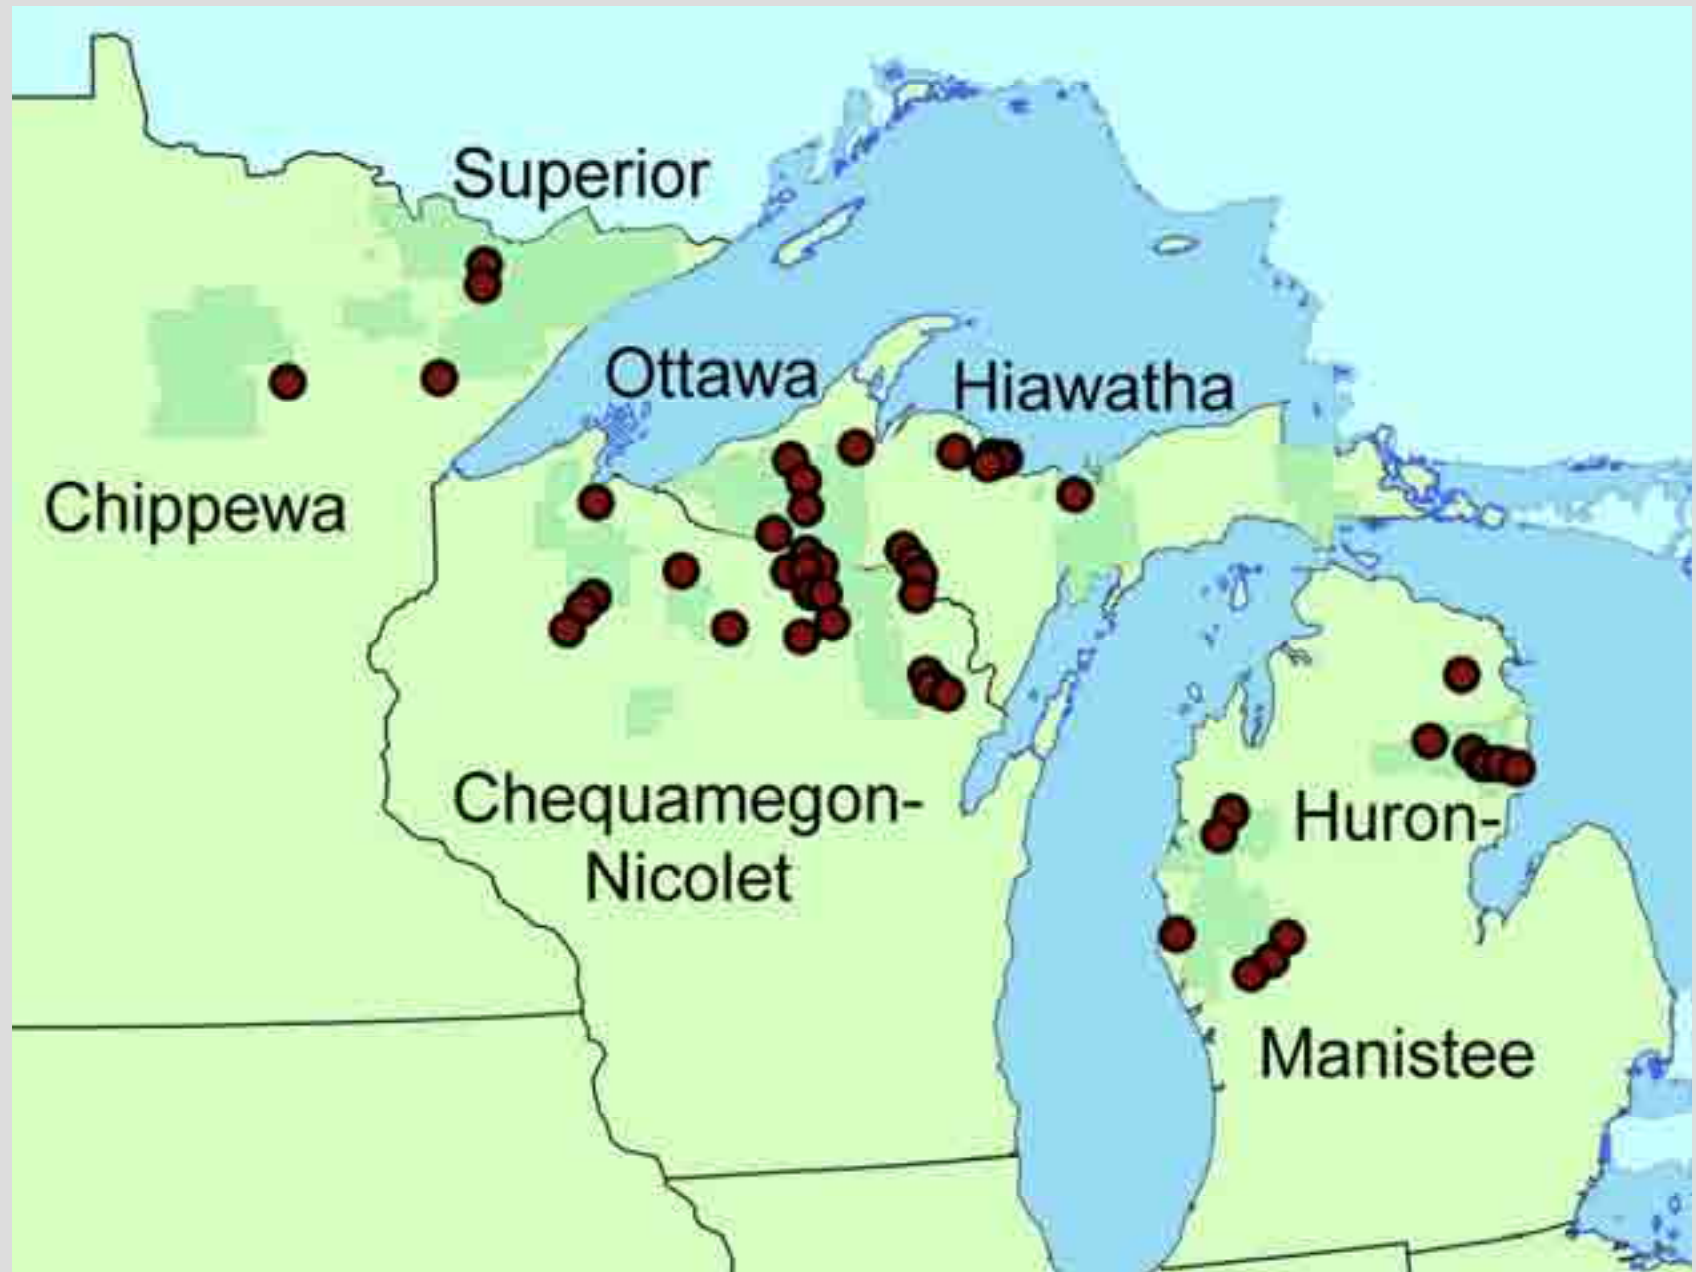 Superior
Ottawa
Hiawatha
Chippewa
Chequamegon-
Nicolet
Huron-
Manistee